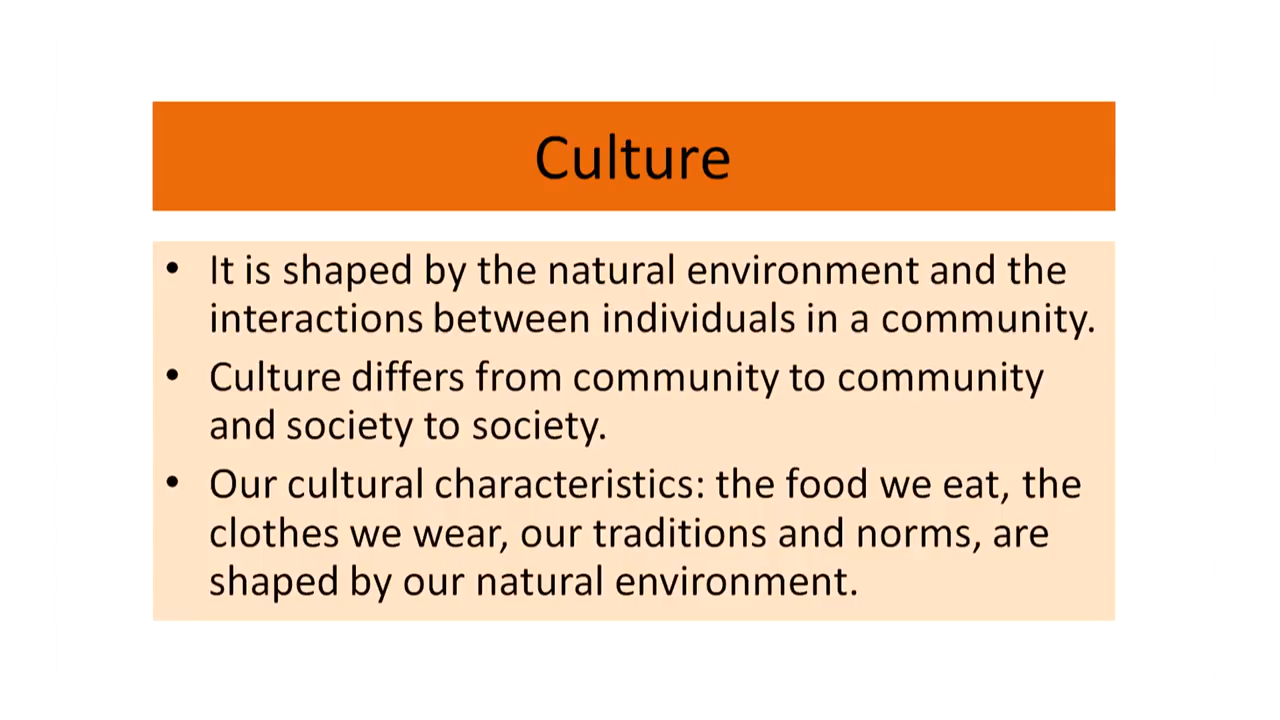 Culture
• It is shaped by the natural environment and the
interactions between individuals in a community.
• Culture differs from community to community
and society to society.
• Our cultural characteristics: the food we eat, the
clothes we wear, our traditions and norms, are
shaped by our natural environment.